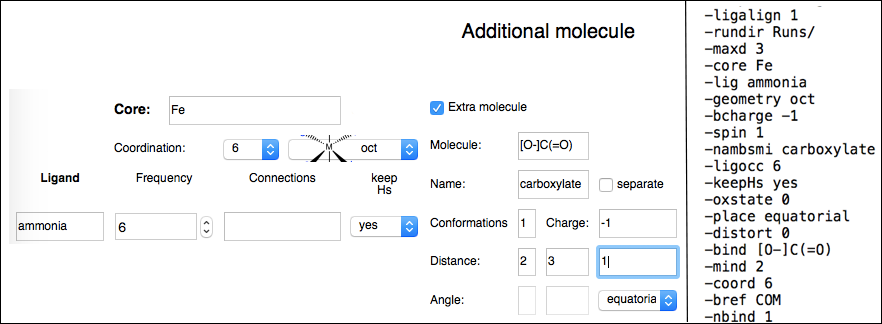 Additional molecule
Core: Fe
Coordination: 6 M oct
Ligand Frequency Connections keep Hs
ammonia 6 yes
Extra molecule
Molecule: [O-]C(=O)
Name: carboxylate separate
Conformations 1 Charge: -1
Distance: 2 3 1
Angle: equatoria
-ligalign 1
-rundir Runs/
-maxd 3
-core Fe
-lig ammonia
-geometry oct
-bcharge -1
-spin 1
-nambsmi carboxylate
-ligocc 6
-keepHs yes
-oxstate 0
-place equatorial
-distort 0
-bind [O-]C(=O)
-mind 2
-coord 6
-bref COM
-nbind 1